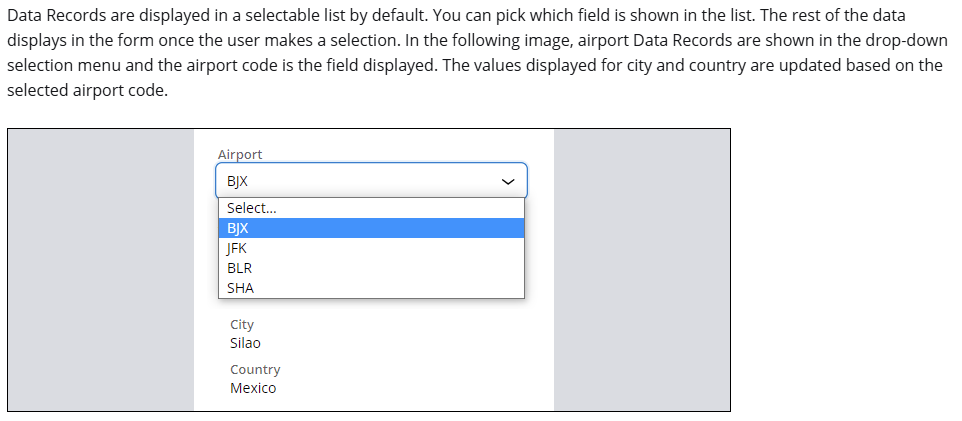 Data Records are displayed in a selectable list by default. You can pick which field is shown in the list. The rest of the data
displays in the form once the user makes a selection. In the following image, airport Data Records are shown in the drop-down
selection menu and the airport code is the field displayed. The values displayed for city and country are updated based on the
selected airport code.
Airport
BJX
Select...
BJX
JFK
BLR
SHA
City
Silao
Country
Mexico